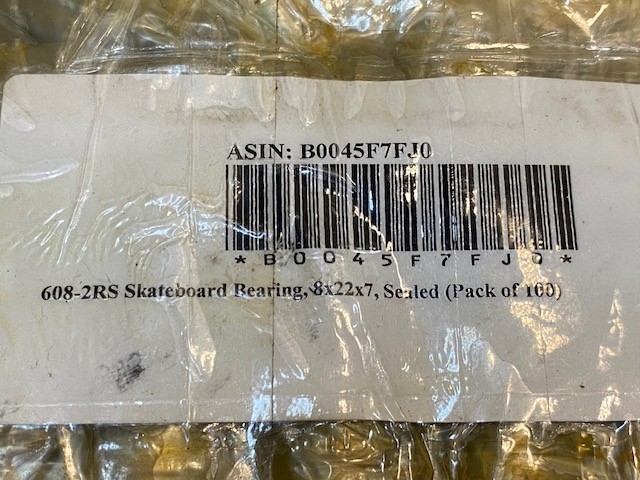 ASIN: B0045F7FJ0
*B0045F7FJ0*
608-2RS Skateboard Bearing, 8x22x7, Sealed (Pack of 100)